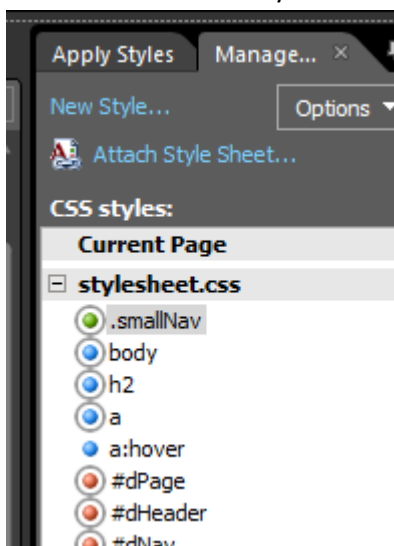 Apply Styles Manage... ×
New Style... Options
Attach Style Sheet...
CSS styles:
Current Page
stylesheet.css
.smallNav
body
h2
a
a:hover
#dPage
#dHeader
#dNav